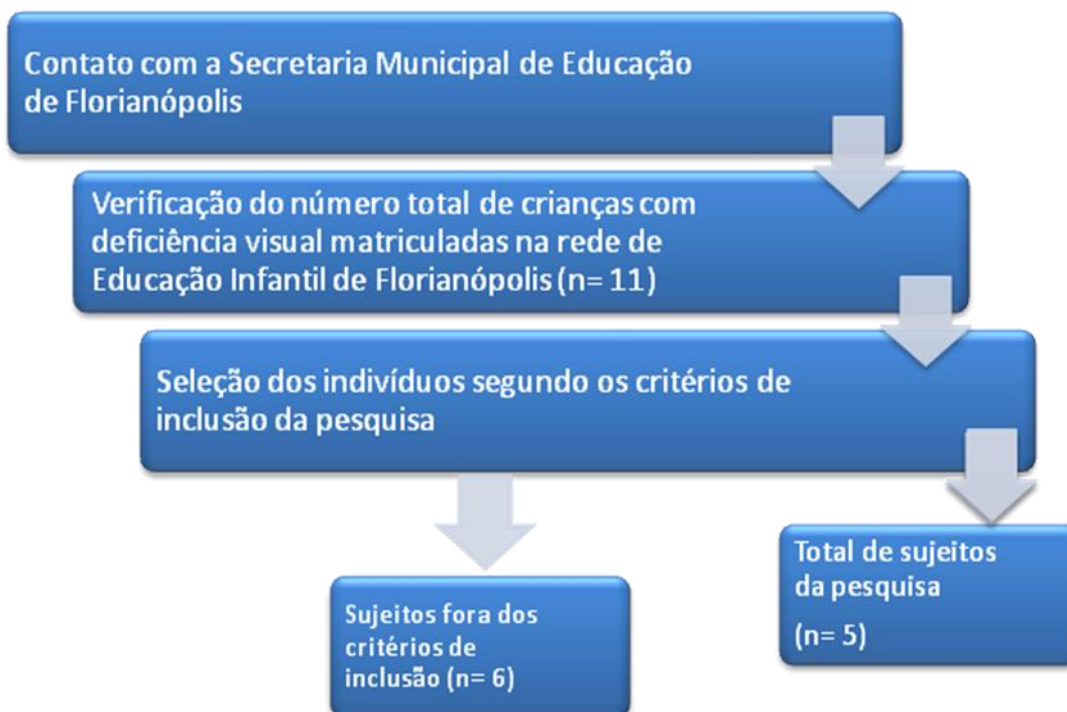 Contato com a Secretaria Municipal de Educação
de Florianópolis
Verificação do número total de crianças com
deficiência visual matriculadas na rede de
Educação Infantil de Florianópolis (n= 11)
Seleção dos indivíduos segundo os critérios de
inclusão da pesquisa
Sujeitos fora dos
critérios de
inclusão (n= 6)
Total de sujeitos
da pesquisa
(n= 5)